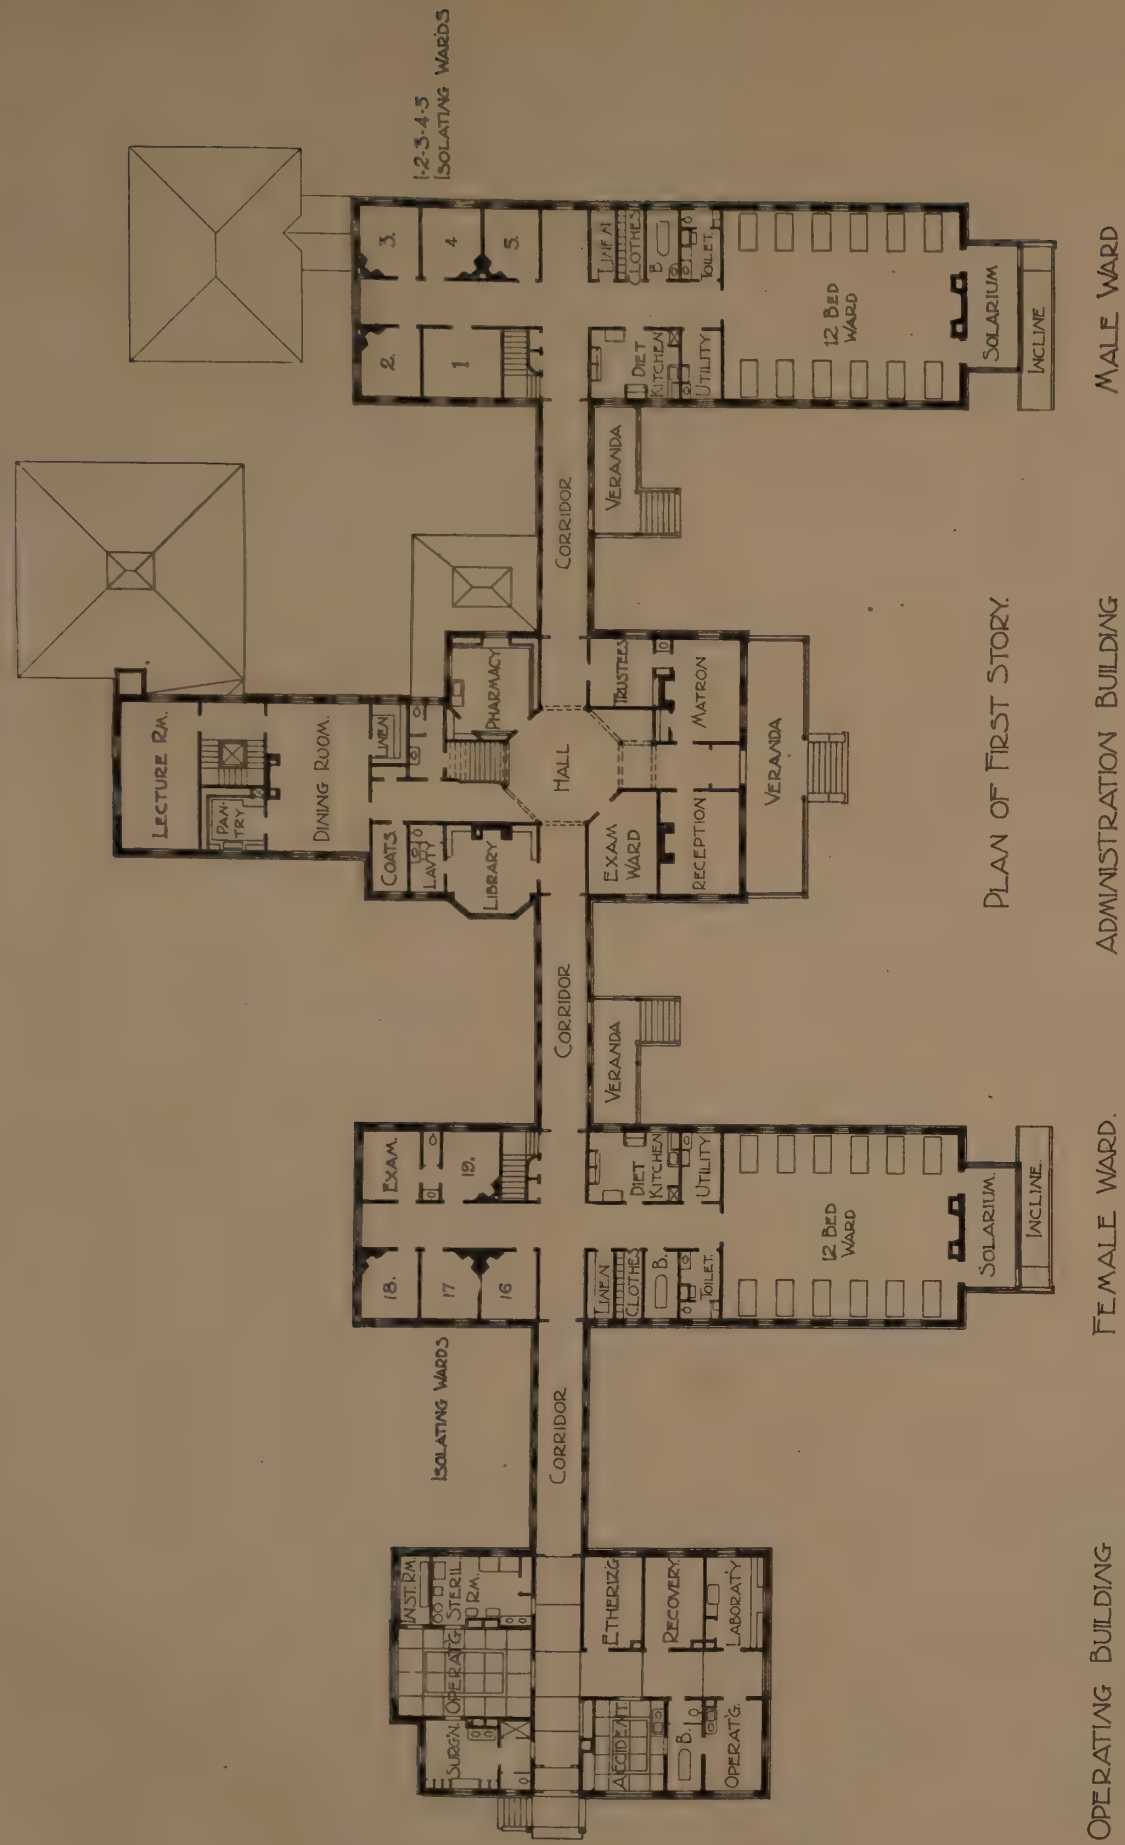 1-2-3-4-5
ISOLATING WARDS
3.
4
5.
2.
1
LINEN
CLOTHES
B
TOILET.
DIET
KITCHEN
UTILITY
12 BED
WARD
SOLARIUM
INCLINE
MALE WARD
CORRIDOR
VERANDA
LECTURE RM.
PAN-
TRY
DINING ROOM.
LINEN
COATS.
LAV'TY
PHARMACY
LIBRARY
HALL
TRUSTEES
MATRON
EXAM
WARD
RECEPTION
VERANDA
PLAN OF FIRST STORY.
ADMINISTRATION BUILDING
CORRIDOR
VERANDA
EXAM.
19.
18.
17
16
ISOLATING WARDS
DIET
KITCHEN
UTILITY
LINEN
CLOTHES
B.
TOILET.
12 BED
WARD
SOLARIUM.
INCLINE
FEMALE WARD.
CORRIDOR
INST. RM.
STERIL.
RM.
OPERAT'G
SURG'N.
ETHERIZ'G
RECOVERY.
LABORAT'Y
ACCIDENT.
B.
OPERAT'G.
OPERATING BUILDING